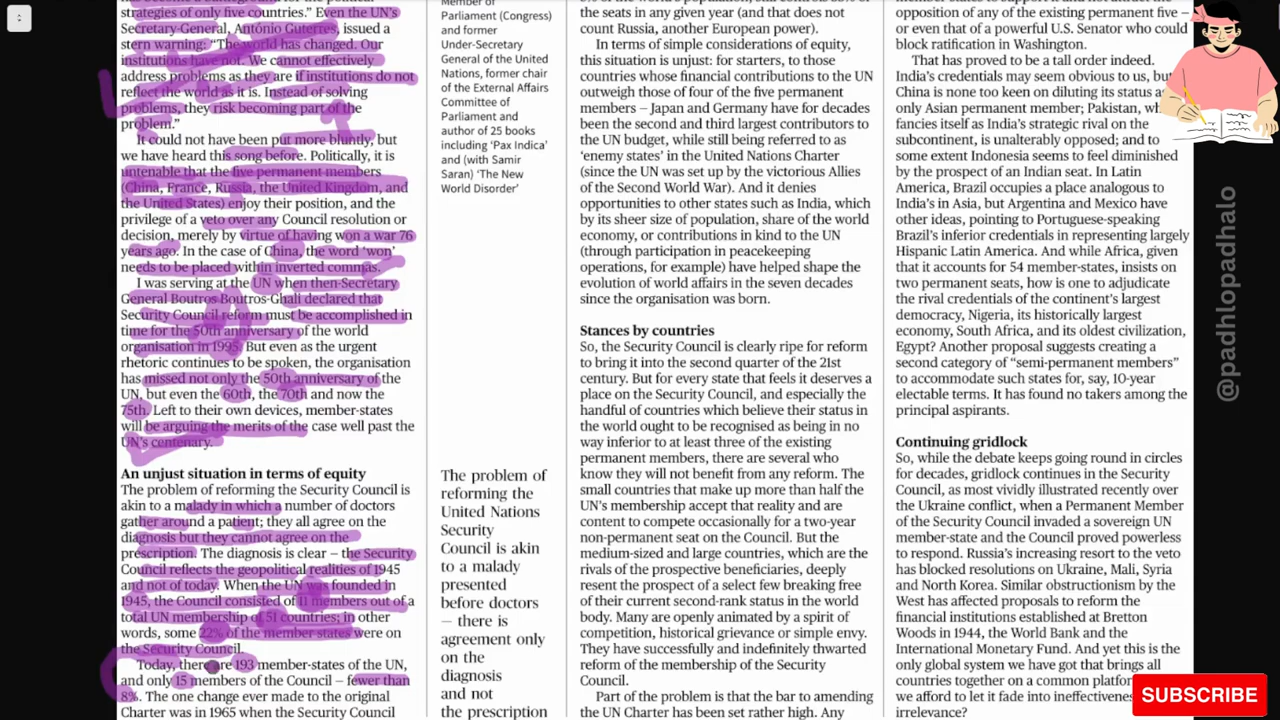 strategies of only five countries.” Even the UN's
Secretary-General, António Guterres, issued a
stern warning: “The world has changed. Our
institutions have not. We cannot effectively
address problems as they are if institutions do not
reflect the world as it is. Instead of solving
problems, they risk becoming part of the
problem.”
It could not have been put more bluntly, but
we have heard this song before. Politically, it is
untenable that the five permanent members
(China, France, Russia, the United Kingdom, and
the United States) enjoy their position, and the
privilege of a veto over any Council resolution or
decision, merely by virtue of having won a war 76
years ago. In the case of China, the word ‘won’
needs to be placed within inverted commas.
I was serving at the UN when then-Secretary
General Boutros Boutros-Ghali declared that
Security Council reform must be accomplished in
time for the 50th anniversary of the world
organisation in 1995. But even as the urgent
rhetoric continues to be spoken, the organisation
has missed not only the 50th anniversary of the
UN, but even the 60th, the 70th and now the
75th. Left to their own devices, member-states
will be arguing the merits of the case well past the
UN's centenary.
An unjust situation in terms of equity
The problem of reforming the Security Council is
akin to a malady in which a number of doctors
gather around a patient; they all agree on the
diagnosis but they cannot agree on the
prescription. The diagnosis is clear – the Security
Council reflects the geopolitical realities of 1945
and not of today. When the UN was founded in
1945, the Council consisted of 11 members out of a
total UN membership of 51 countries; in other
words, some 22% of the member states were on
the Security Council.
Today, there are 193 member-states of the UN,
and only 15 members of the Council – fewer than
8%. The one change ever made to the original
Charter was in 1965 when the Security Council
Member of
Parliament (Congress)
and former
Under-Secretary
General of the United
Nations, former chair
of the External Affairs
Committee of
Parliament and
author of 25 books
including ‘Pax Indica’
and (with Samir
Saran) ‘The New
World Disorder’
The problem of
reforming the
United Nations
Security
Council is akin
to a malady
presented
before doctors
– there is
agreement only
on the
diagnosis
and not
the prescription
the seats in any given year (and that does not
count Russia, another European power).
In terms of simple considerations of equity,
this situation is unjust: for starters, to those
countries whose financial contributions to the UN
outweigh those of four of the five permanent
members – Japan and Germany have for decades
been the second and third largest contributors to
the UN budget, while still being referred to as
‘enemy states’ in the United Nations Charter
(since the UN was set up by the victorious Allies
of the Second World War). And it denies
opportunities to other states such as India, which
by its sheer size of population, share of the world
economy, or contributions in kind to the UN
(through participation in peacekeeping
operations, for example) have helped shape the
evolution of world affairs in the seven decades
since the organisation was born.
Stances by countries
So, the Security Council is clearly ripe for reform
to bring it into the second quarter of the 21st
century. But for every state that feels it deserves a
place on the Security Council, and especially the
handful of countries which believe their status in
the world ought to be recognised as being in no
way inferior to at least three of the existing
permanent members, there are several who
know they will not benefit from any reform. The
small countries that make up more than half the
UN's membership accept that reality and are
content to compete occasionally for a two-year
non-permanent seat on the Council. But the
medium-sized and large countries, which are the
rivals of the prospective beneficiaries, deeply
resent the prospect of a select few breaking free
of their current second-rank status in the world
body. Many are openly animated by a spirit of
competition, historical grievance or simple envy.
They have successfully and indefinitely thwarted
reform of the membership of the Security
Council.
Part of the problem is that the bar to amending
the UN Charter has been set rather high. Any
opposition of any of the existing permanent five –
or even that of a powerful U.S. Senator who could
block ratification in Washington.
That has proved to be a tall order indeed.
India's credentials may seem obvious to us, but
China is none too keen on diluting its status as
only Asian permanent member; Pakistan,
fancies itself as India's strategic rival on the
subcontinent, is unalterably opposed; and to
some extent Indonesia seems to feel diminished
by the prospect of an Indian seat. In Latin
America, Brazil occupies a place analogous to
India's in Asia, but Argentina and Mexico have
other ideas, pointing to Portuguese-speaking
Brazil's inferior credentials in representing largely
Hispanic Latin America. And while Africa, given
that it accounts for 54 member-states, insists on
two permanent seats, how is one to adjudicate
the rival credentials of the continent's largest
democracy, Nigeria, its historically largest
economy, South Africa, and its oldest civilization,
Egypt? Another proposal suggests creating a
second category of “semi-permanent members”
to accommodate such states for, say, 10-year
electable terms. It has found no takers among the
principal aspirants.
Continuing gridlock
So, while the debate keeps going round in circles
for decades, gridlock continues in the Security
Council, as most vividly illustrated recently over
the Ukraine conflict, when a Permanent Member
of the Security Council invaded a sovereign UN
member-state and the Council proved powerless
to respond. Russia's increasing resort to the veto
has blocked resolutions on Ukraine, Mali, Syria
and North Korea. Similar obstructionism by the
West has affected proposals to reform the
financial institutions established at Bretton
Woods in 1944, the World Bank and the
International Monetary Fund. And yet this is the
only global system we have got that brings all
countries together on a common
we afford to let it fade into
irrelevance?
@padhlopadhalo
SUBSCRIBE